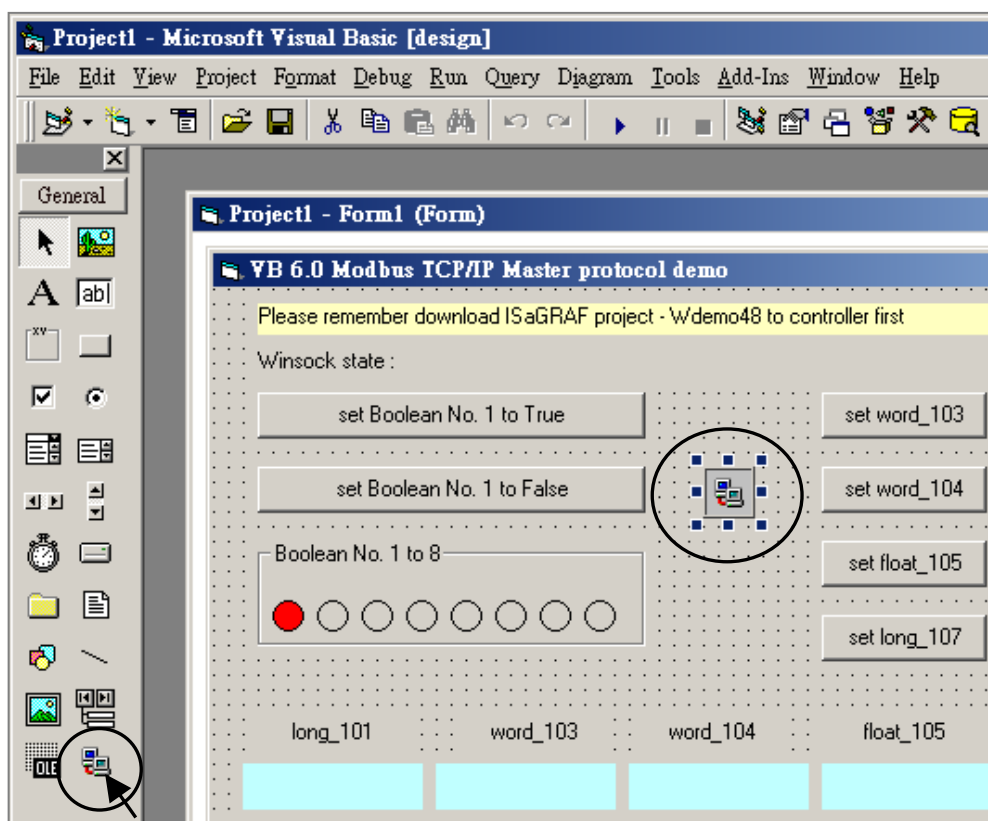 Project1 - Microsoft Visual Basic [design]
File Edit View Project Format Debug Run Query Diagram Tools Add-Ins Window Help
General
Project1 - Form1 (Form)
VB 6.0 Modbus TCP/IP Master protocol demo
A ab|
Please remember download ISaGRAF project - Wdemo48 to controller first
XY
Winsock state :
set Boolean No. 1 to True
set word_103
set Boolean No. 1 to False
set word_104
Boolean No. 1 to 8
set float_105
set long_107
long_101 word_103 word_104 float_105
OLE